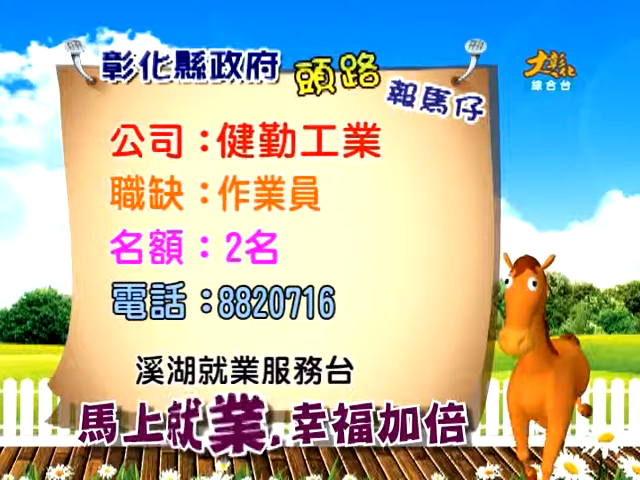 彰化縣政府 頭路 報馬仔
大彰化
綜合台
公司：健勤工業
職缺：作業員
名額：2名
電話：8820716
溪湖就業服務台
馬上就業，幸福加倍